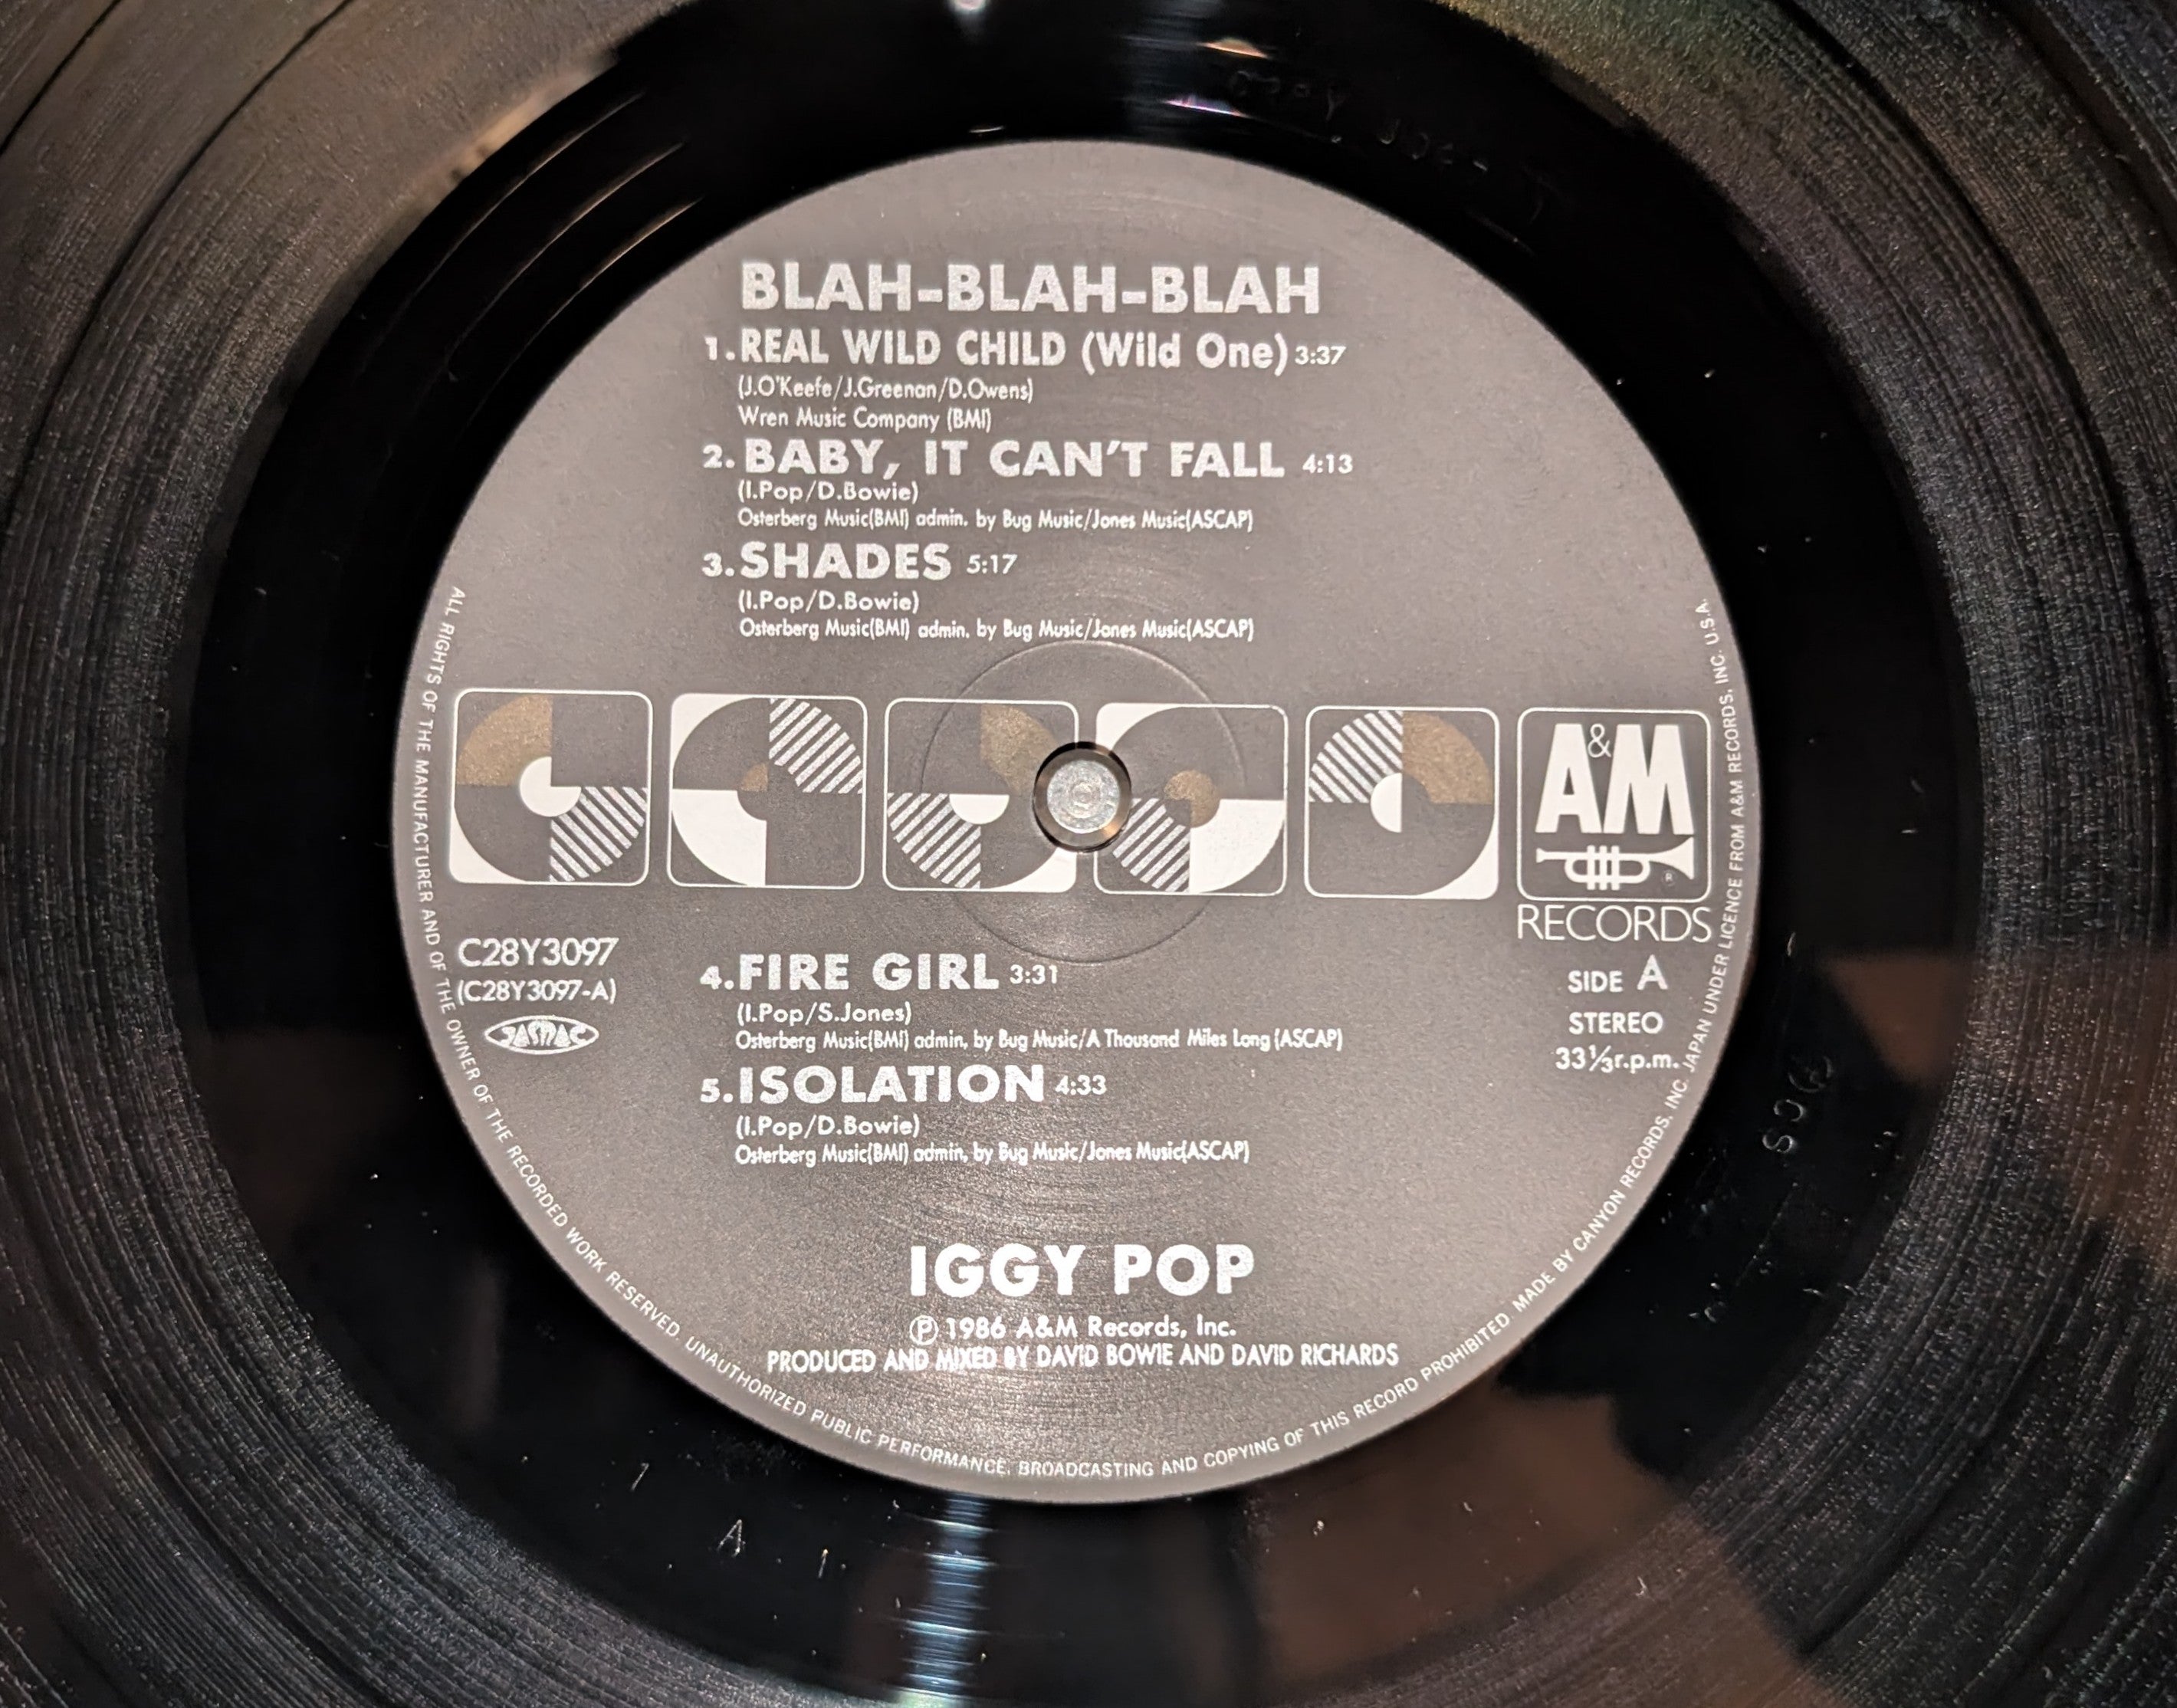 BLAH-BLAH-BLAH
1. REAL WILD CHILD (Wild One) 3:37
(J.O'Keefe/J.Greenan/D.Owens)
Wren Music Company (BMI)
2. BABY, IT CAN'T FALL 4:13
(I.Pop/D.Bowie)
Osterberg Music(BMI) admin. by Bug Music/Jones Music(ASCAP)
3. SHADES 5:17
(I.Pop/D.Bowie)
Osterberg Music(BMI) admin. by Bug Music/Jones Music(ASCAP)
A&M
®
RECORDS
C28Y3097
(C28Y3097-A)
JASRAC
SIDE A
STEREO
33⅓r.p.m.
4. FIRE GIRL 3:31
(I.Pop/S.Jones)
Osterberg Music(BMI) admin, by Bug Music/A Thousand Miles Long (ASCAP)
5. ISOLATION 4:33
(I.Pop/D.Bowie)
Osterberg Music(BMI) admin, by Bug Music/Jones Music(ASCAP)
IGGY POP
Ⓟ 1986 A&M Records, Inc.
PRODUCED AND MIXED BY DAVID BOWIE AND DAVID RICHARDS
ALL RIGHTS OF THE MANUFACTURER AND OF THE OWNER OF THE RECORDED WORK RESERVED. UNAUTHORIZED PUBLIC PERFORMANCE, BROADCASTING AND COPYING OF THIS RECORD PROHIBITED. MADE BY CANYON RECORDS, INC. JAPAN UNDER LICENCE FROM A&M RECORDS, INC. U.S.A.
1 A 1